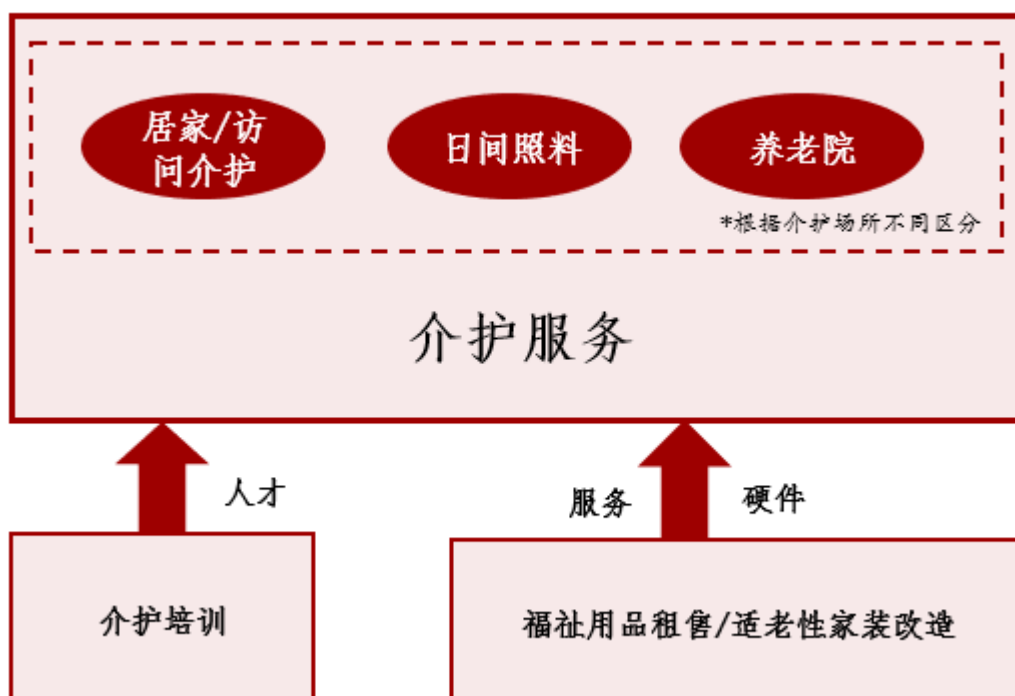 居家/访
问介护
日间照料
养老院
*根据介护场所不同区分
介护服务
人才
服务
硬件
介护培训
福祉用品租售/适老性家装改造